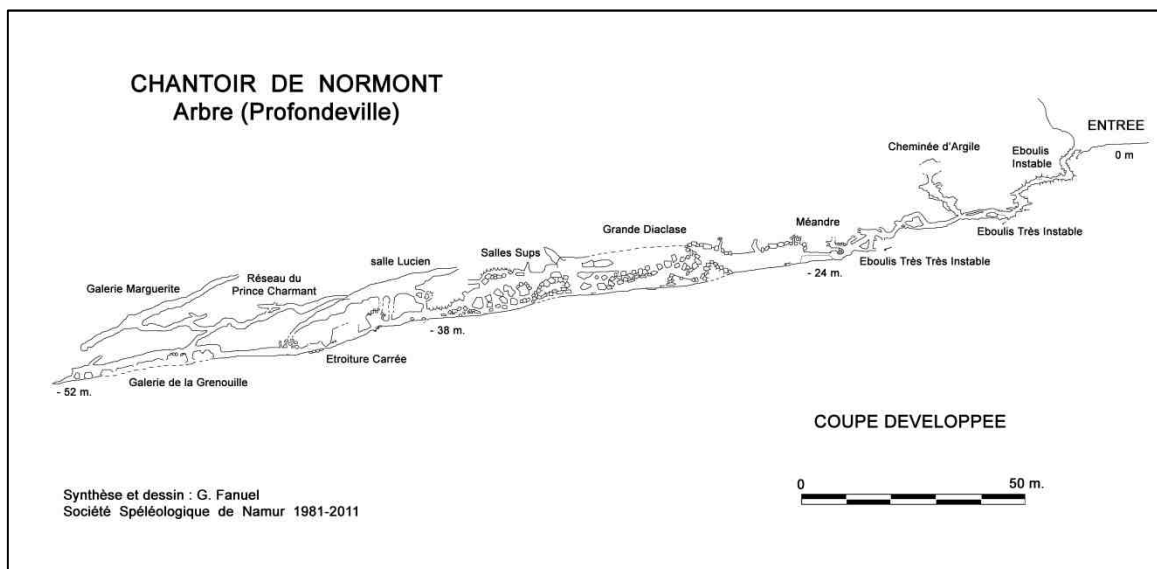 CHANTOIR DE NORMONT
Arbre (Profondeville)
ENTREE
0 m
Eboulis
Instable
Cheminée d'Argile
Eboulis Très Instable
Méandre
Eboulis Très Très Instable
- 24 m.
Grande Diaclase
Salles Sups
salle Lucien
- 38 m.
Réseau du
Prince Charmant
Galerie Marguerite
Etroiture Carrée
Galerie de la Grenouille
- 52 m.
COUPE DEVELOPPEE
0
50 m.
Synthèse et dessin : G. Fanuel
Société Spéléologique de Namur 1981-2011